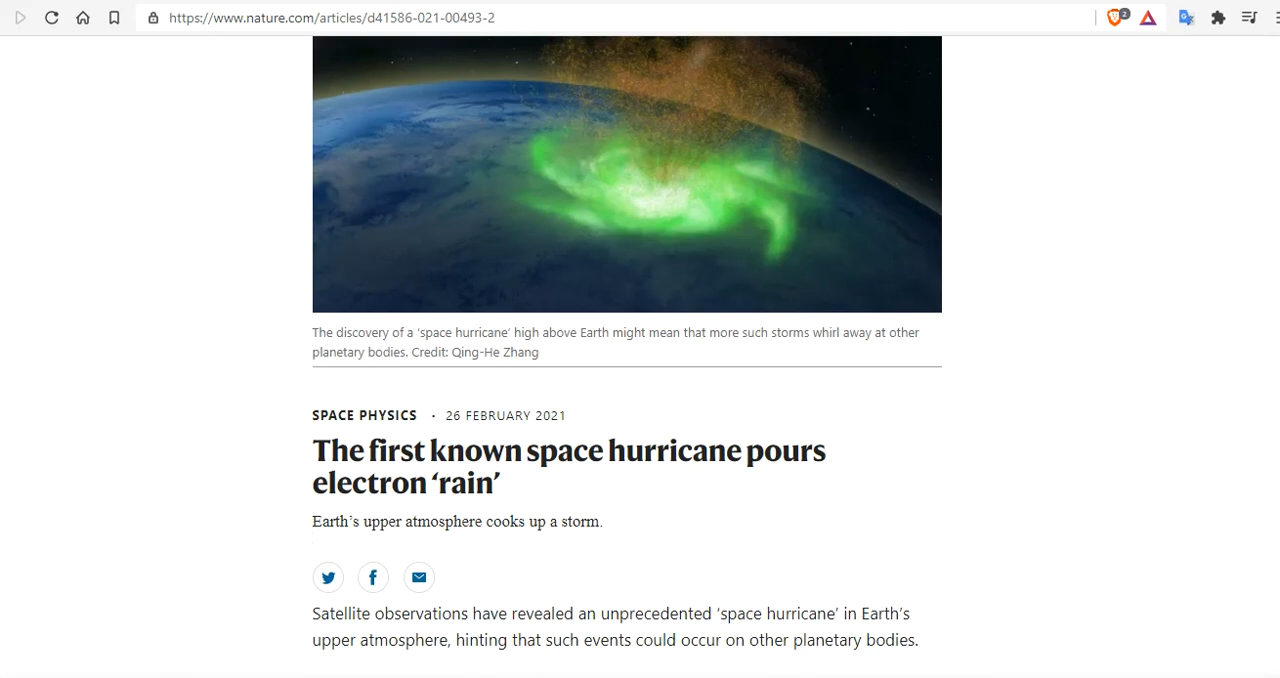 https://www.nature.com/articles/d41586-021-00493-2
2
The discovery of a ‘space hurricane’ high above Earth might mean that more such storms whirl away at other
planetary bodies. Credit: Qing-He Zhang
SPACE PHYSICS · 26 FEBRUARY 2021
The first known space hurricane pours
electron ‘rain’
Earth’s upper atmosphere cooks up a storm.
Satellite observations have revealed an unprecedented ‘space hurricane’ in Earth’s
upper atmosphere, hinting that such events could occur on other planetary bodies.